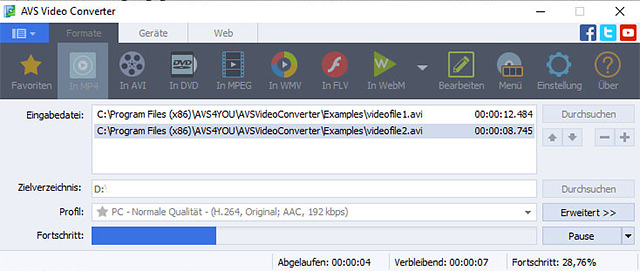 AVS Video Converter
Formate Geräte Web
Favoriten In MP4 In AVI In DVD In MPEG In WMV In FLV In WebM Bearbeiten Menü Einstellung Über
Eingabedatei: C:\Program Files (x86)\AVS4YOU\AVSVideoConverter\Examples\videofile1.avi 00:00:12.484 Durchsuchen
C:\Program Files (x86)\AVS4YOU\AVSVideoConverter\Examples\videofile2.avi 00:00:08.745
Zielverzeichnis: D:\ Durchsuchen
Profil: PC - Normale Qualität - (H.264, Original; AAC, 192 kbps) Erweitert >>
Fortschritt: Pause
Abgelaufen: 00:00:04 Verbleibend: 00:00:07 Fortschritt: 28,76%